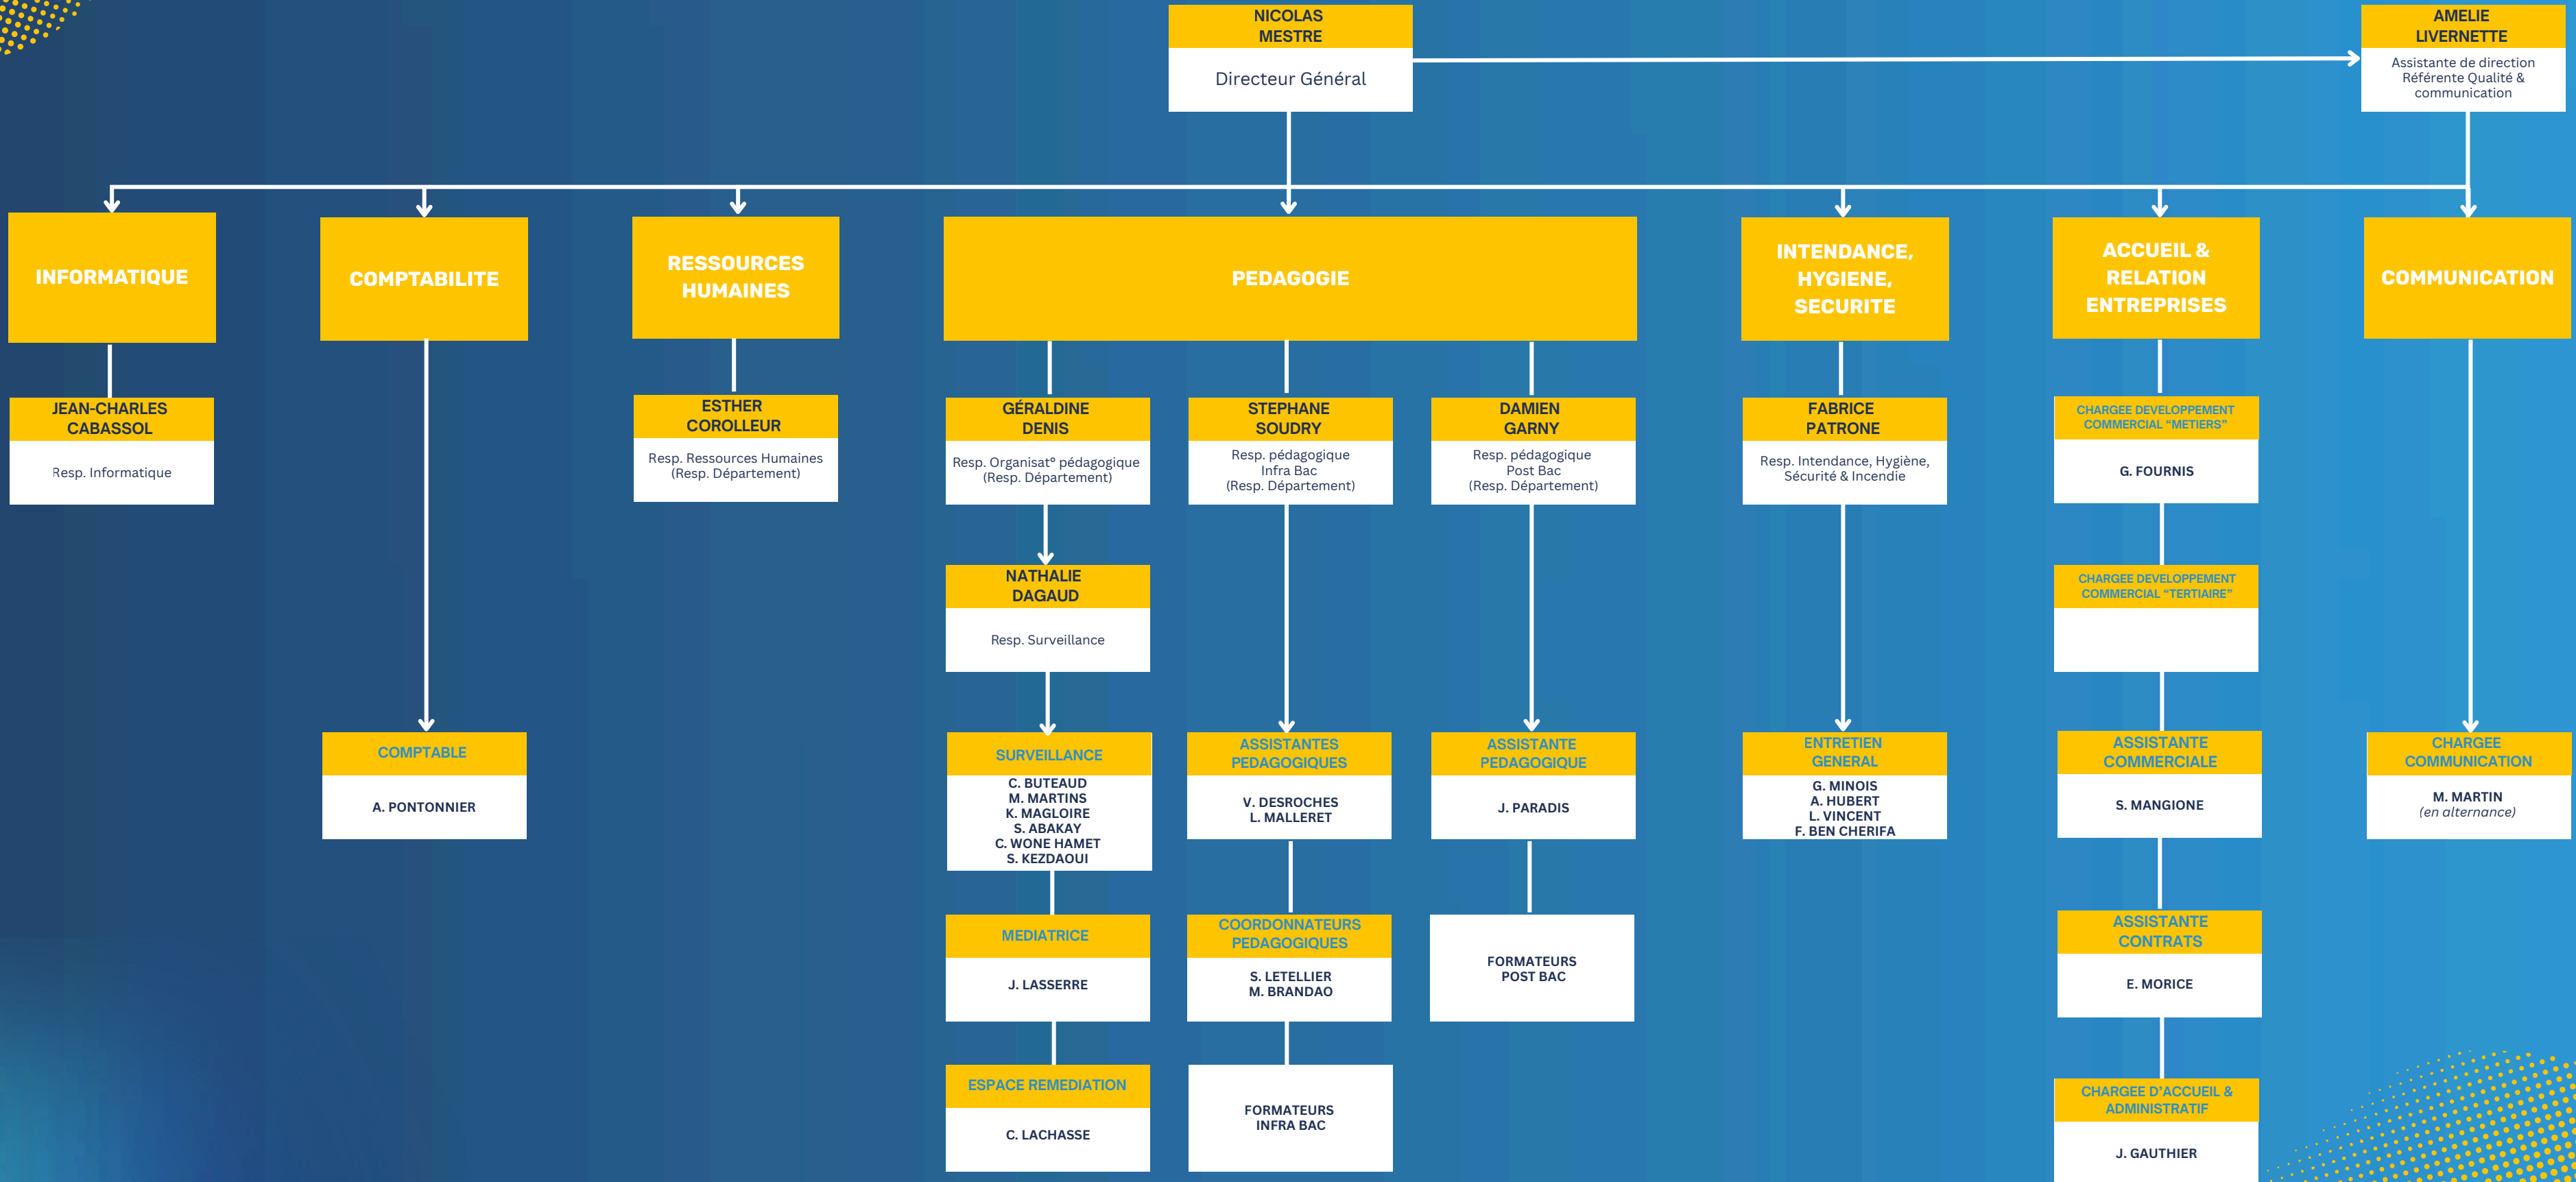 NICOLAS
MESTRE
Directeur Général
AMELIE
LIVERNETTE
Assistante de direction
Référente Qualité &
communication
INFORMATIQUE
COMPTABILITE
RESSOURCES
HUMAINES
PEDAGOGIE
INTENDANCE,
HYGIENE,
SECURITE
ACCUEIL &
RELATION
ENTREPRISES
COMMUNICATION
JEAN-CHARLES
CABASSOL
Resp. Informatique
ESTHER
COROLLEUR
Resp. Ressources Humaines
(Resp. Département)
GÉRALDINE
DENIS
Resp. Organisat° pédagogique
(Resp. Département)
STEPHANE
SOUDRY
Resp. pédagogique
Infra Bac
(Resp. Département)
DAMIEN
GARNY
Resp. pédagogique
Post Bac
(Resp. Département)
FABRICE
PATRONE
Resp. Intendance, Hygiène,
Sécurité & Incendie
CHARGEE DEVELOPPEMENT
COMMERCIAL “METIERS”
G. FOURNIS
NATHALIE
DAGAUD
Resp. Surveillance
CHARGEE DEVELOPPEMENT
COMMERCIAL “TERTIAIRE”
COMPTABLE
A. PONTONNIER
SURVEILLANCE
C. BUTEAUD
M. MARTINS
K. MAGLOIRE
S. ABAKAY
C. WONE HAMET
S. KEZDAOUI
ASSISTANTES
PEDAGOGIQUES
V. DESROCHES
L. MALLERET
ASSISTANTE
PEDAGOGIQUE
J. PARADIS
ENTRETIEN
GENERAL
G. MINOIS
A. HUBERT
L. VINCENT
F. BEN CHERIFA
ASSISTANTE
COMMERCIALE
S. MANGIONE
CHARGEE
COMMUNICATION
M. MARTIN
(en alternance)
MEDIATRICE
J. LASSERRE
COORDONNATEURS
PEDAGOGIQUES
S. LETELLIER
M. BRANDAO
FORMATEURS
POST BAC
ASSISTANTE
CONTRATS
E. MORICE
ESPACE REMEDIATION
C. LACHASSE
FORMATEURS
INFRA BAC
CHARGEE D’ACCUEIL &
ADMINISTRATIF
J. GAUTHIER